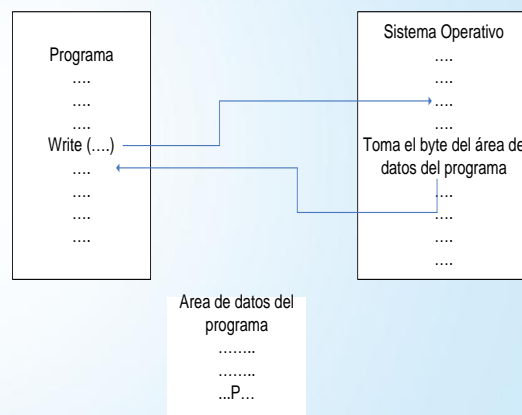 Programa
….
….
….
Write (….)
….
….
….
….
Sistema Operativo
….
….
….
….
Toma el byte del área de
datos del programa
….
….
….
….
Area de datos del
programa
……..
……..
...P…